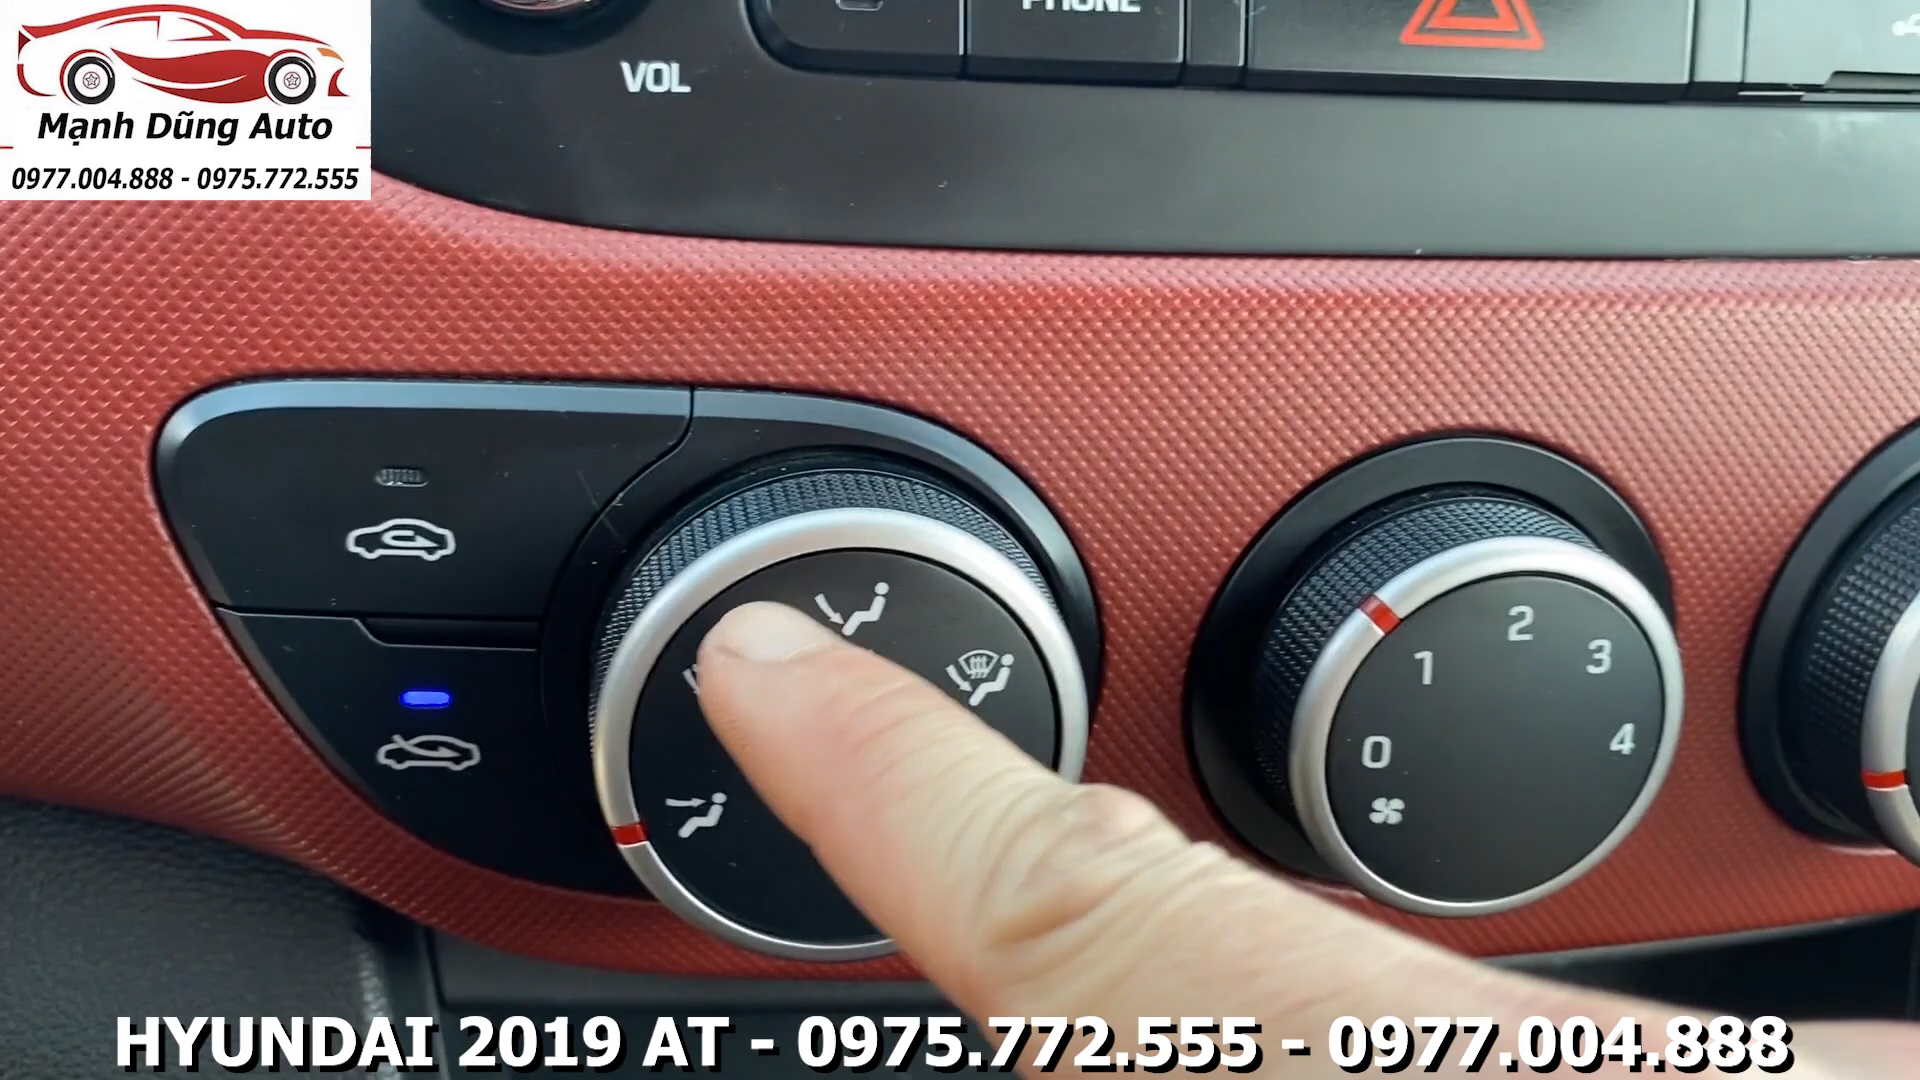 Mạnh Dũng Auto
0977.004.888 - 0975.772.555
PHONE
VOL
0 1 2 3 4
HYUNDAI 2019 AT - 0975.772.555 - 0977.004.888